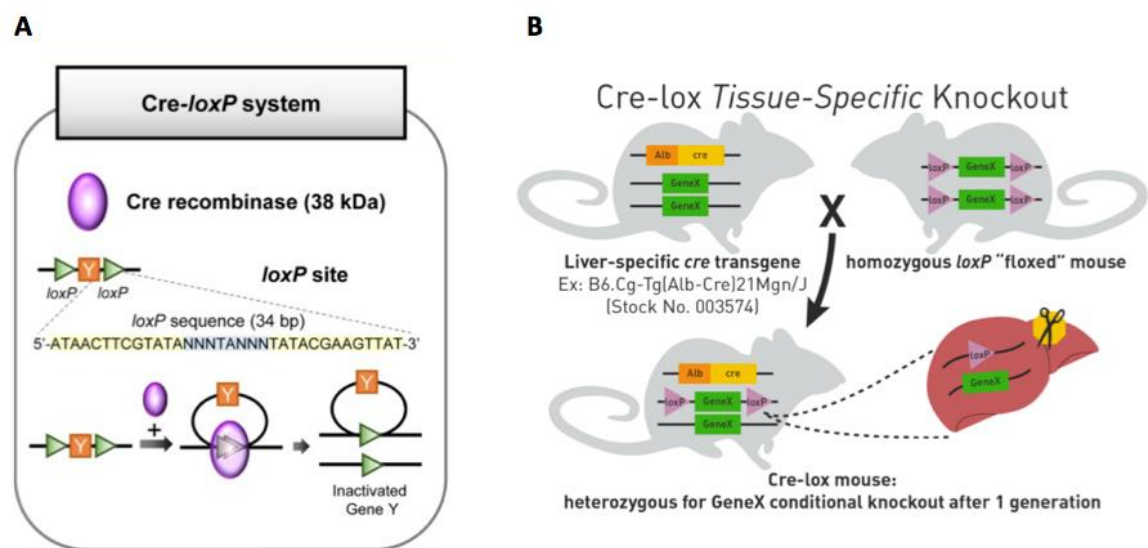 A
Cre-loxP system
Cre recombinase (38 kDa)
Y
loxP loxP
loxP site
loxP sequence (34 bp)
5'-ATAACTTCGTATANNNTANNNTATACGAAGTTAT-3'
Y
Y
+
Y
Inactivated
Gene Y
B
Cre-lox Tissue-Specific Knockout
Alb cre
GeneX
GeneX
X
loxP GeneX loxP
loxP GeneX loxP
Liver-specific cre transgene
Ex: B6.Cg-Tg(Alb-Cre)21Mgn/J
(Stock No. 003574)
homozygous loxP "floxed" mouse
Alb cre
loxP GeneX loxP
GeneX
loxP
GeneX
Cre-lox mouse:
heterozygous for GeneX conditional knockout after 1 generation